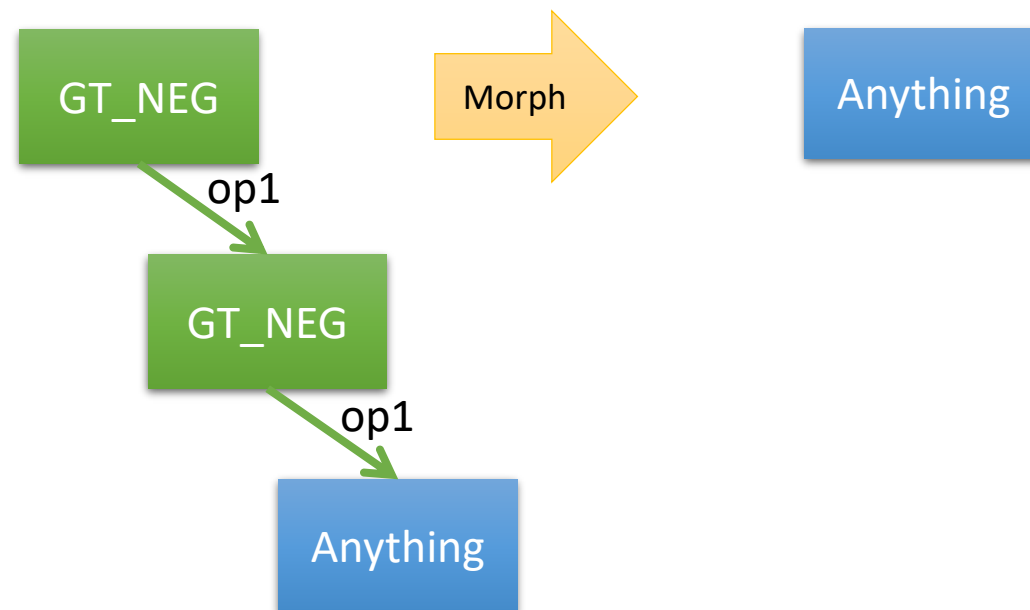 GT_NEG
Morph
Anything
op1
GT_NEG
op1
Anything